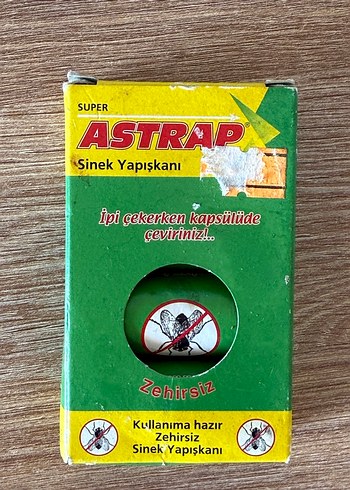 SUPER
ASTRAP
Sinek Yapışkanı
İpi çekerken kapsülüde
çeviriniz!..
Zehirsiz
Kullanıma hazır
Zehirsiz
Sinek Yapışkanı